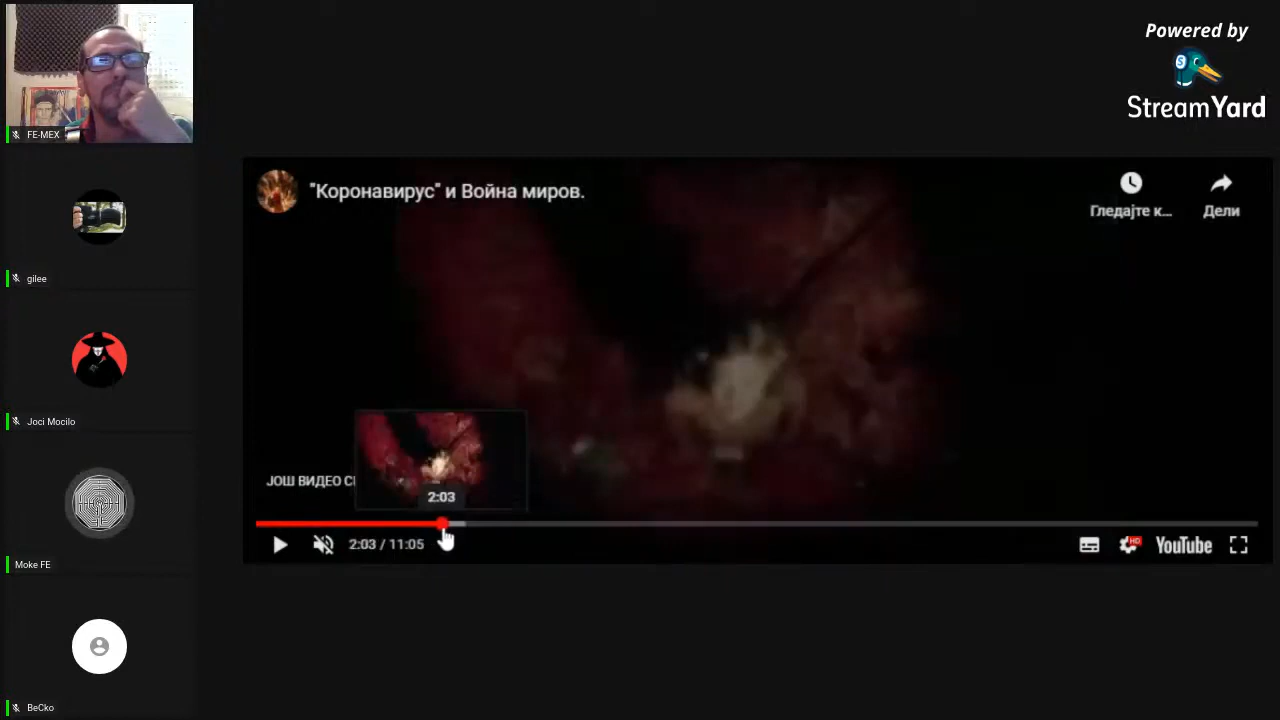 Powered by
StreamYard
FE-MEX
gilee
Joci Mocilo
Moke FE
BeCko
"Коронавирус" и Война миров.
Гледајте к...
Дели
ЈОШ ВИДЕО
2:03
2:03 / 11:05
HD
YouTube